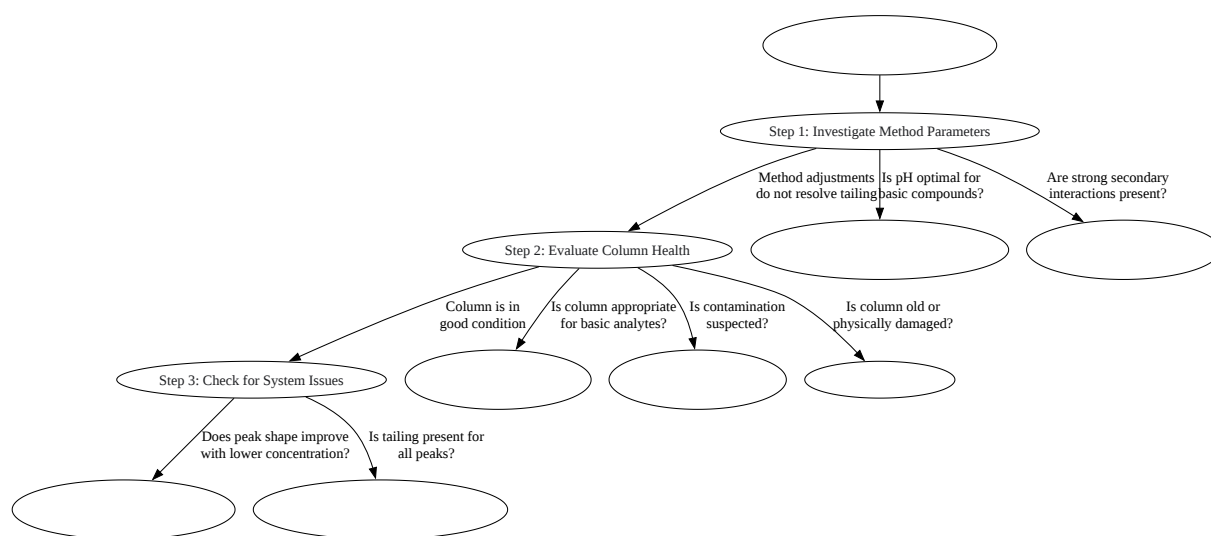 Step 1: Investigate Method Parameters
Method adjustments
do not resolve tailing
Is pH optimal for
basic compounds?
Are strong secondary
interactions present?
Step 2: Evaluate Column Health
Column is in
good condition
Is column appropriate
for basic analytes?
Is contamination
suspected?
Is column old or
physically damaged?
Step 3: Check for System Issues
Does peak shape improve
with lower concentration?
Is tailing present for
all peaks?